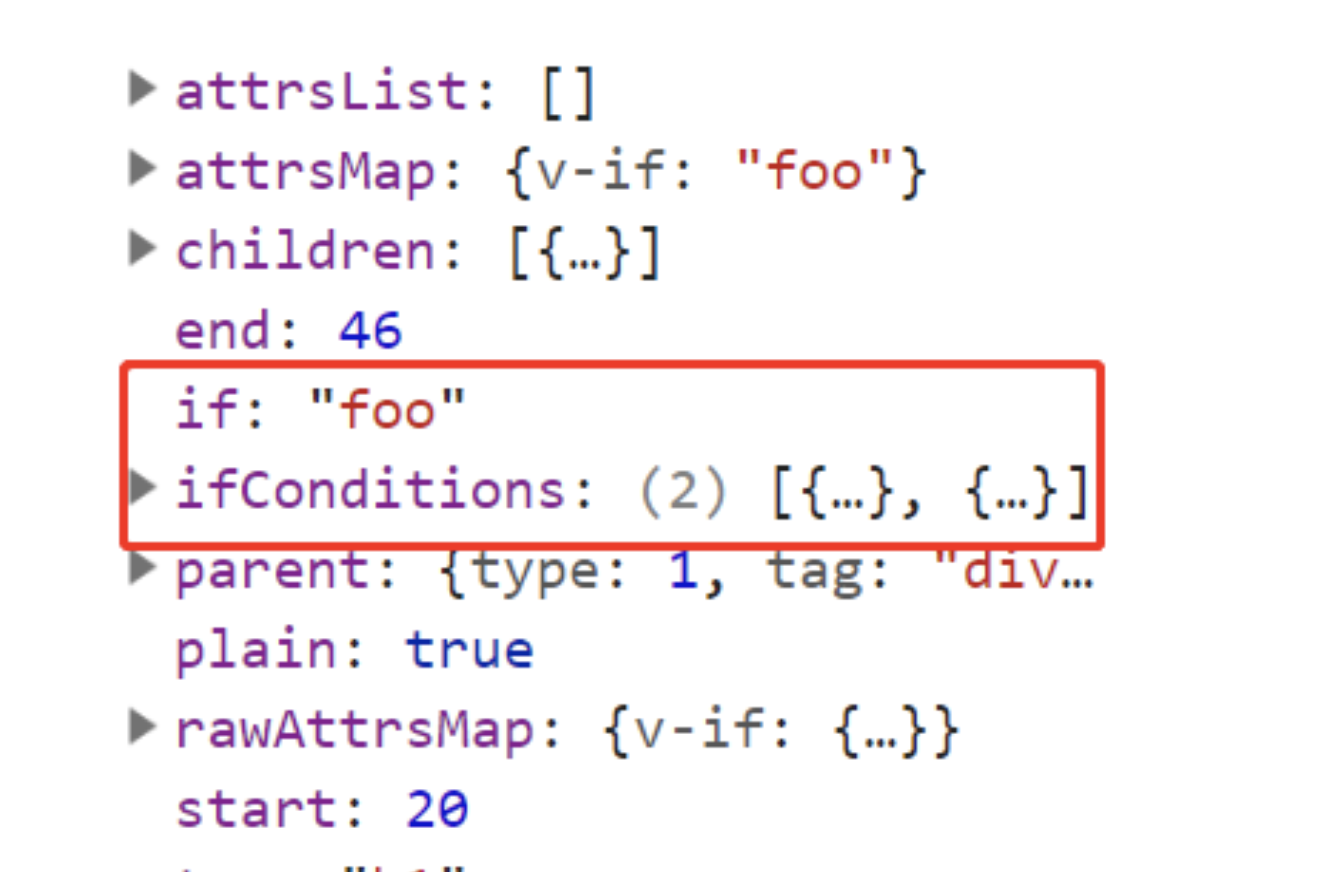 attrsList: []
attrsMap: {v-if: "foo"}
children: [{…}]
end: 46
if: "foo"
ifConditions: (2) [{…}, {…}]
parent: {type: 1, tag: "div…
plain: true
rawAttrsMap: {v-if: {…}}
start: 20